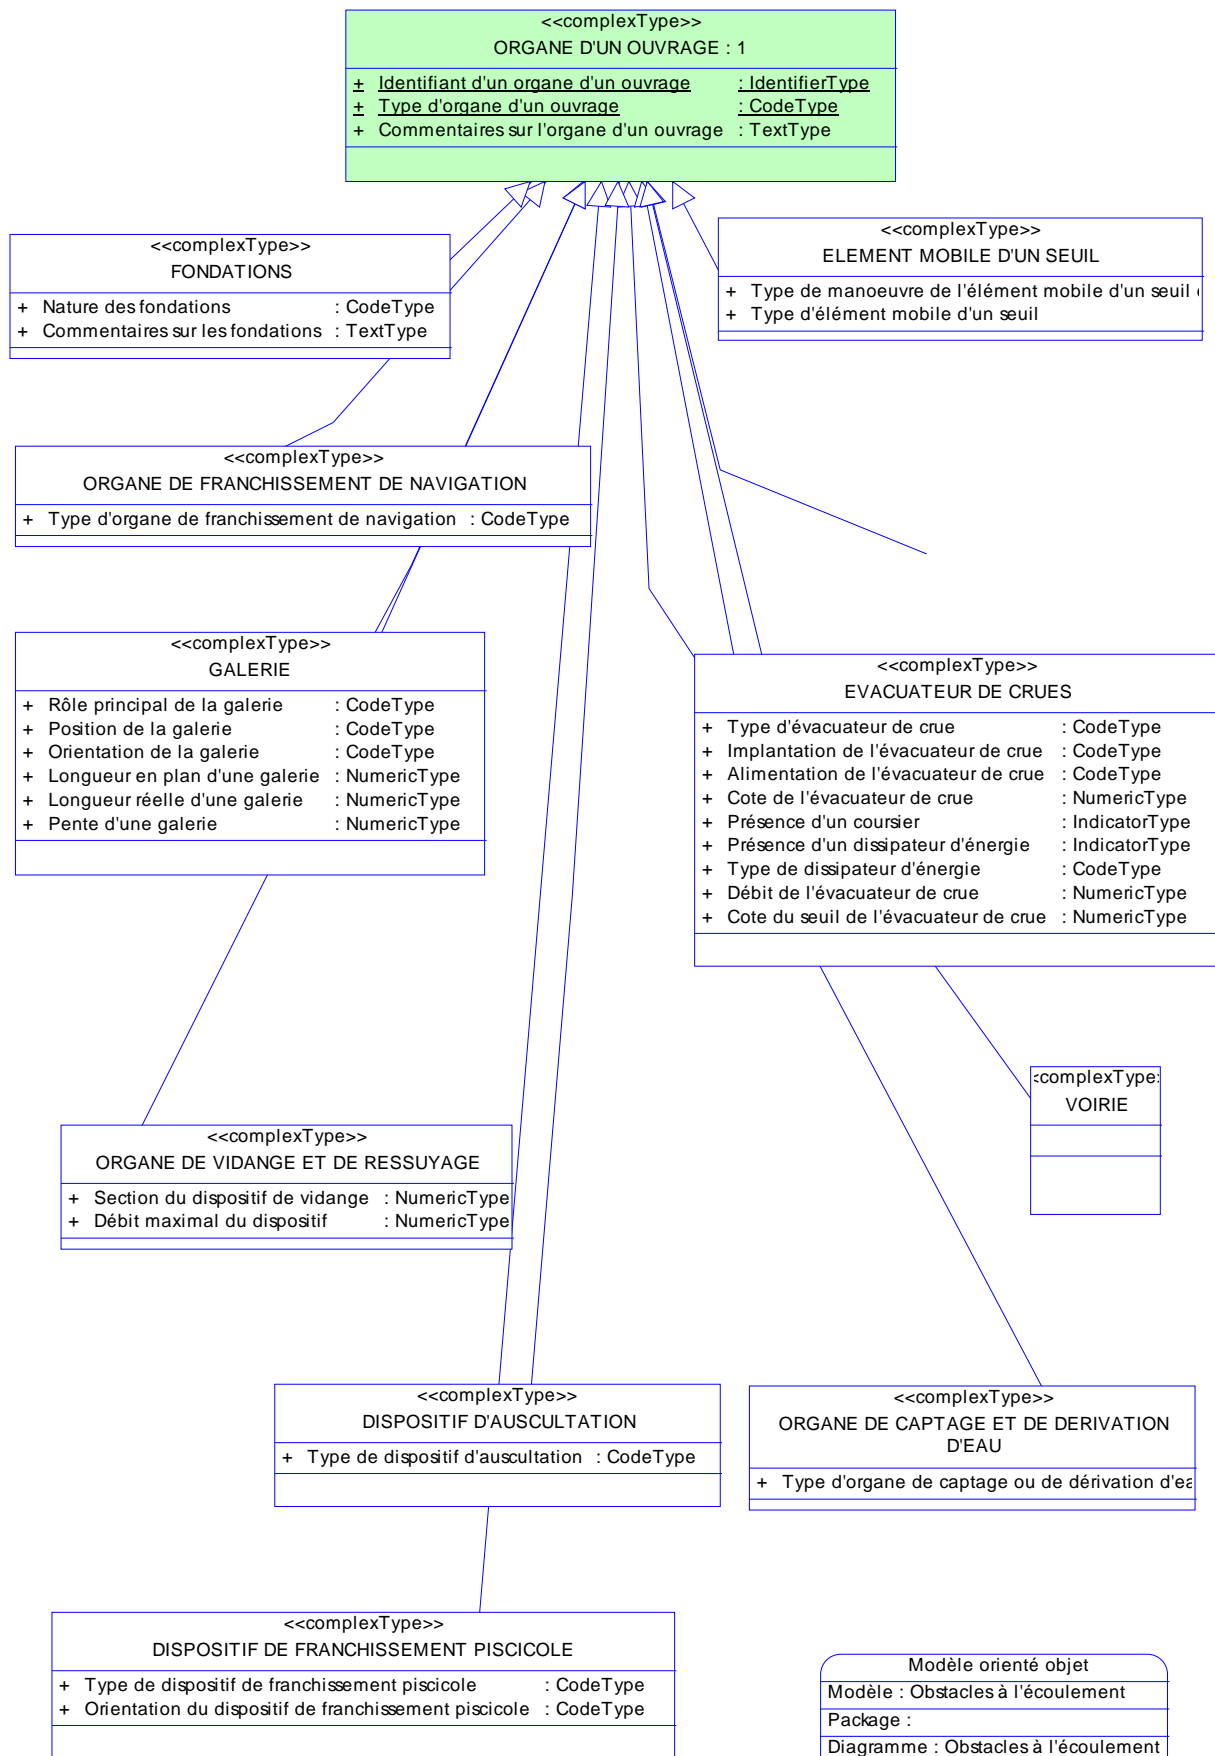 <<complexType>>
ORGANE D'UN OUVRAGE : 1
+ Identifiant d'un organe d'un ouvrage : IdentifierType
+ Type d'organe d'un ouvrage : CodeType
+ Commentaires sur l'organe d'un ouvrage : TextType
<<complexType>>
FONDATIONS
+ Nature des fondations : CodeType
+ Commentaires sur les fondations : TextType
<<complexType>>
ELEMENT MOBILE D'UN SEUIL
+ Type de manoeuvre de l'élément mobile d'un seuil
+ Type d'élément mobile d'un seuil
<<complexType>>
ORGANE DE FRANCHISSEMENT DE NAVIGATION
+ Type d'organe de franchissement de navigation : CodeType
<<complexType>>
GALERIE
+ Rôle principal de la galerie : CodeType
+ Position de la galerie : CodeType
+ Orientation de la galerie : CodeType
+ Longueur en plan d'une galerie : NumericType
+ Longueur réelle d'une galerie : NumericType
+ Pente d'une galerie : NumericType
<<complexType>>
EVACUATEUR DE CRUES
+ Type d'évacuateur de crue : CodeType
+ Implantation de l'évacuateur de crue : CodeType
+ Alimentation de l'évacuateur de crue : CodeType
+ Cote de l'évacuateur de crue : NumericType
+ Présence d'un coursier : IndicatorType
+ Présence d'un dissipateur d'énergie : IndicatorType
+ Type de dissipateur d'énergie : CodeType
+ Débit de l'évacuateur de crue : NumericType
+ Cote du seuil de l'évacuateur de crue : NumericType
<complexType>
VOIRIE
<<complexType>>
ORGANE DE VIDANGE ET DE RESSUYAGE
+ Section du dispositif de vidange : NumericType
+ Débit maximal du dispositif : NumericType
<<complexType>>
DISPOSITIF D'AUSCULTATION
+ Type de dispositif d'auscultation : CodeType
<<complexType>>
ORGANE DE CAPTAGE ET DE DERIVATION
D'EAU
+ Type d'organe de captage ou de dérivation d'ea
<<complexType>>
DISPOSITIF DE FRANCHISSEMENT PISCICOLE
+ Type de dispositif de franchissement piscicole : CodeType
+ Orientation du dispositif de franchissement piscicole : CodeType
Modèle orienté objet
Modèle : Obstacles à l'écoulement
Package :
Diagramme : Obstacles à l'écoulement